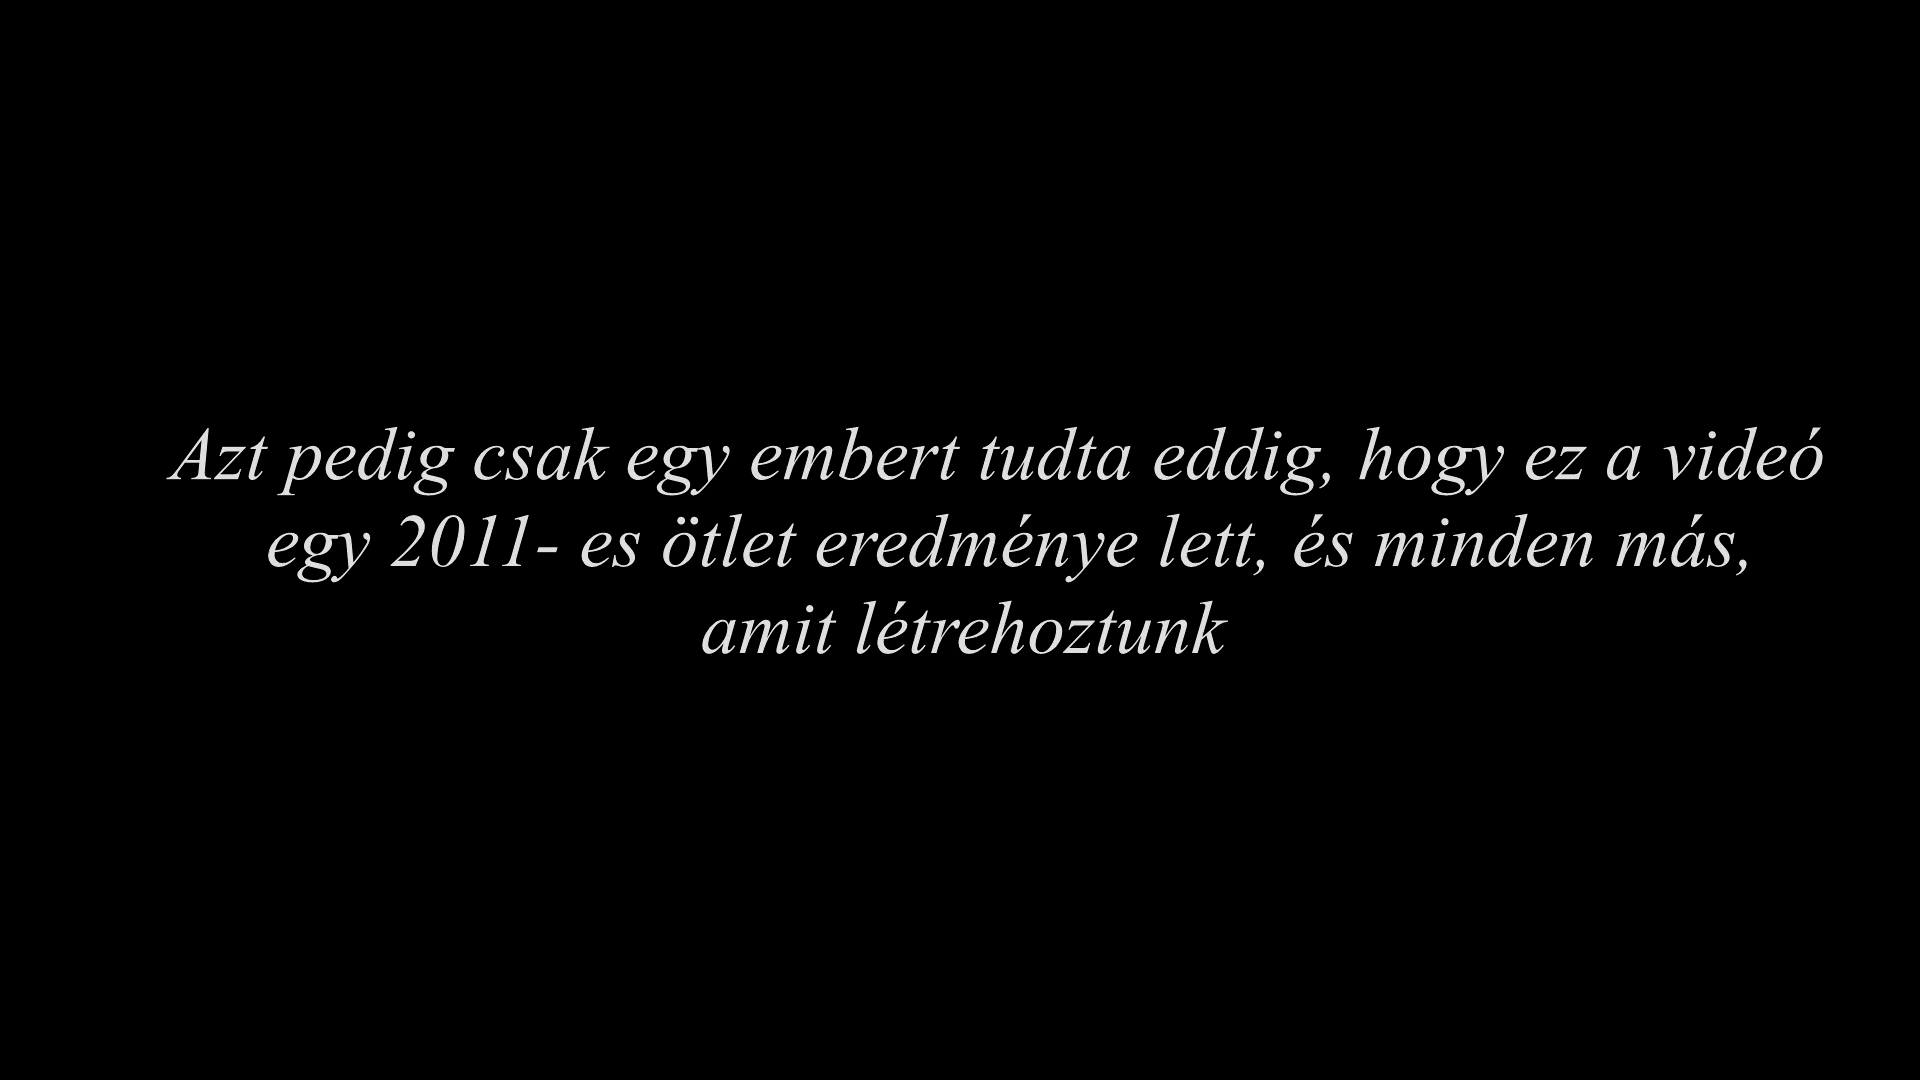 Azt pedig csak egy embert tudta eddig, hogy ez a videó
egy 2011- es ötlet eredménye lett, és minden más,
amit létrehoztunk